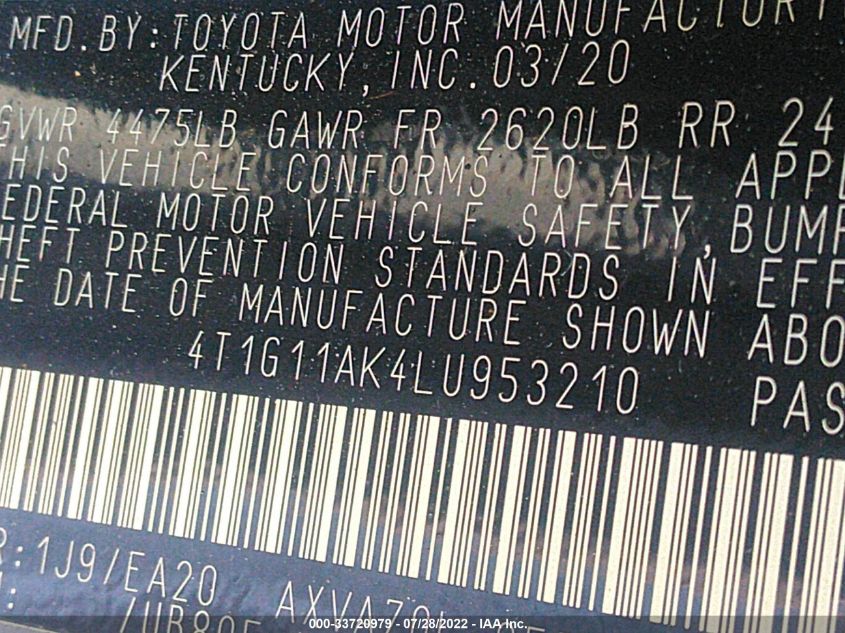 MFD.BY:TOYOTA MOTOR MANUFACTURI
KENTUCKY,INC.03/20
GVWR 4475LB GAWR FR 2620LB RR 24
HIS VEHICLE CONFORMS TO ALL APPL
EDERAL MOTOR VEHICLE SAFETY,BUMP
HEFT PREVENTION STANDARDS IN EFF
HE DATE OF MANUFACTURE SHOWN ABO
4T1G11AK4LU953210 PAS
R:1J9/EA20 AXVA70L
000-33720979 - 07/28/2022 - IAA Inc.